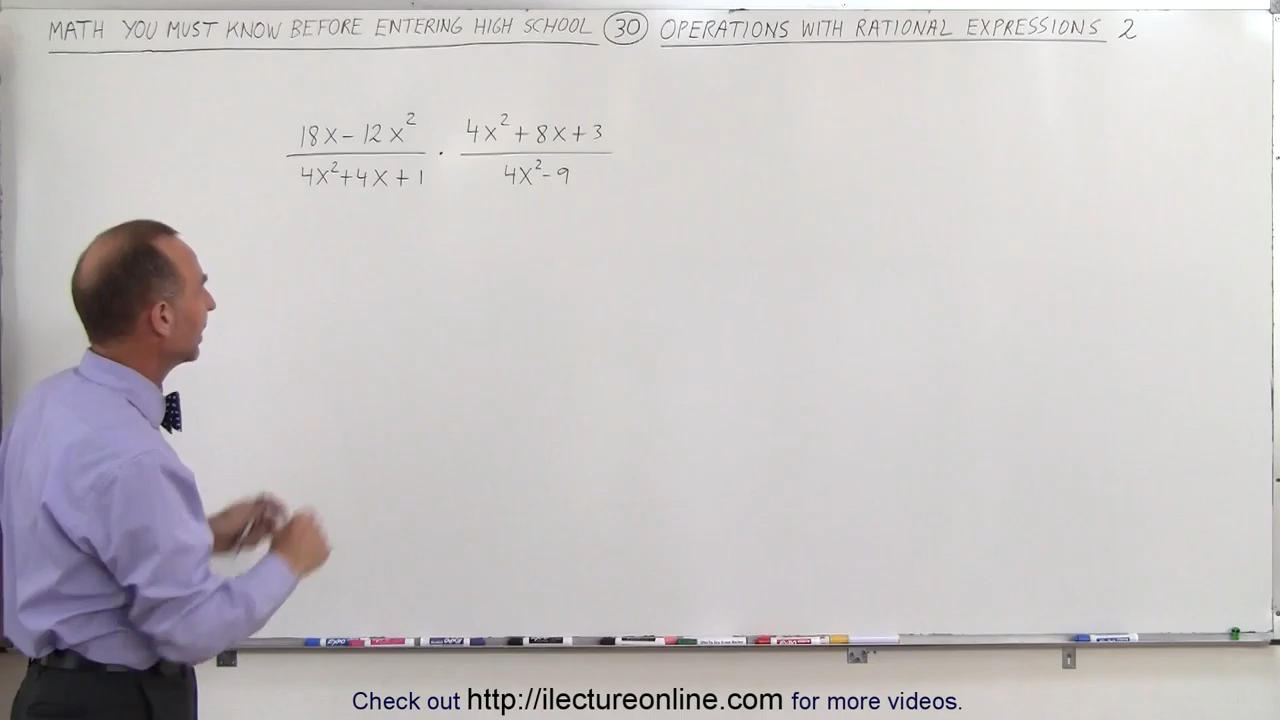 MATH YOU MUST KNOW BEFORE ENTERING HIGH SCHOOL 30 OPERATIONS WITH RATIONAL EXPRESSIONS 2
18x - 12x² 4x² + 8x + 3
———— · ————
4x² + 4x + 1 4x² - 9
Check out http://ilectureonline.com for more videos.